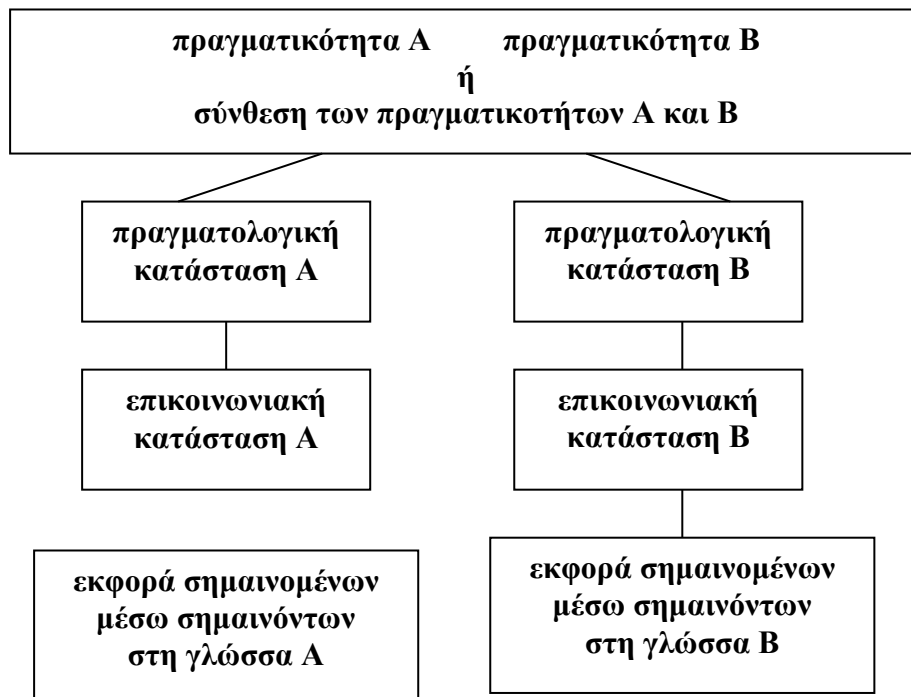 πραγματικότητα Α πραγματικότητα Β
ή
σύνθεση των πραγματικοτήτων Α και Β
πραγματολογική
κατάσταση Α
πραγματολογική
κατάσταση Β
επικοινωνιακή
κατάσταση Α
επικοινωνιακή
κατάσταση Β
εκφορά σημαινομένων
μέσω σημαινόντων
στη γλώσσα Α
εκφορά σημαινομένων
μέσω σημαινόντων
στη γλώσσα Β